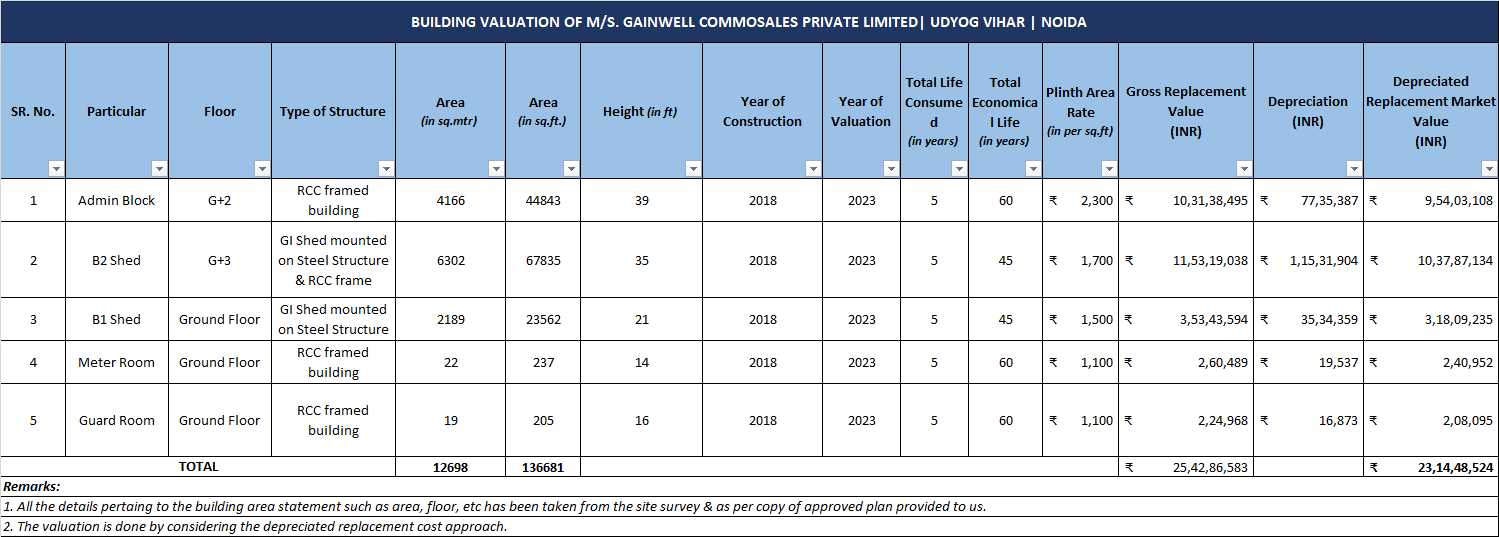 BUILDING VALUATION OF M/S. GAINWELL COMMOSALES PRIVATE LIMITED| UDYOG VIHAR | NOIDA
SR. No. Particular Floor Type of Structure Area (in sq.mtr) Area (in sq.ft.) Height (in ft) Year of Construction Year of Valuation Total Life Consumed (in years) Total Economical Life (in years) Plinth Area Rate (in per sq.ft) Gross Replacement Value (INR) Depreciation (INR) Depreciated Replacement Market Value (INR)
1 Admin Block G+2 RCC framed building 4166 44843 39 2018 2023 5 60 ₹ 2,300 ₹ 10,31,38,495 ₹ 77,35,387 ₹ 9,54,03,108
2 B2 Shed G+3 GI Shed mounted on Steel Structure & RCC frame 6302 67835 35 2018 2023 5 45 ₹ 1,700 ₹ 11,53,19,038 ₹ 1,15,31,904 ₹ 10,37,87,134
3 B1 Shed Ground Floor GI Shed mounted on Steel Structure 2189 23562 21 2018 2023 5 45 ₹ 1,500 ₹ 3,53,43,594 ₹ 35,34,359 ₹ 3,18,09,235
4 Meter Room Ground Floor RCC framed building 22 237 14 2018 2023 5 60 ₹ 1,100 ₹ 2,60,489 ₹ 19,537 ₹ 2,40,952
5 Guard Room Ground Floor RCC framed building 19 205 16 2018 2023 5 60 ₹ 1,100 ₹ 2,24,968 ₹ 16,873 ₹ 2,08,095
TOTAL 12698 136681 ₹ 25,42,86,583 ₹ 23,14,48,524
Remarks:
1. All the details pertaining to the building area statement such as area, floor, etc has been taken from the site survey & as per copy of approved plan provided to us.
2. The valuation is done by considering the depreciated replacement cost approach.